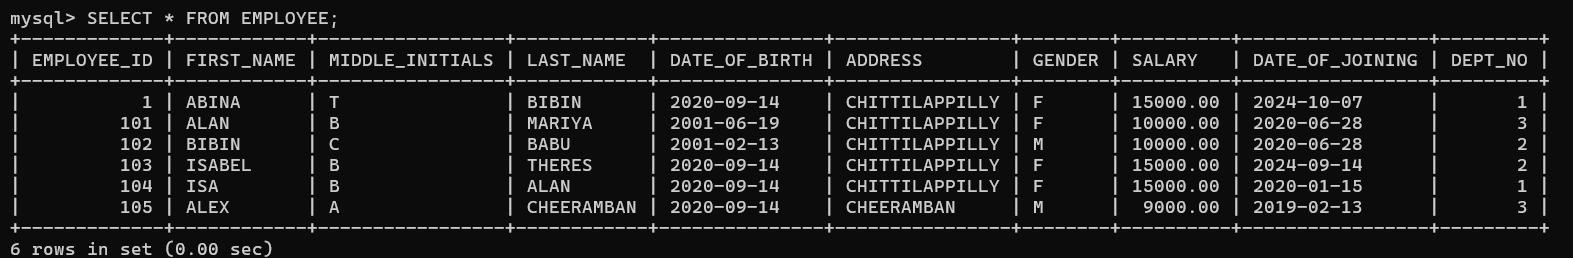 mysql> SELECT * FROM EMPLOYEE;
+-------------+------------+-----------------+------------+---------------+----------------+--------+----------+-----------------+---------+
| EMPLOYEE_ID | FIRST_NAME | MIDDLE_INITIALS | LAST_NAME  | DATE_OF_BIRTH | ADDRESS        | GENDER | SALARY   | DATE_OF_JOINING | DEPT_NO |
+-------------+------------+-----------------+------------+---------------+----------------+--------+----------+-----------------+---------+
|           1 | ABINA      | T               | BIBIN      | 2020-09-14    | CHITTILAPPILLY | F      | 15000.00 | 2024-10-07      |       1 |
|         101 | ALAN       | B               | MARIYA     | 2001-06-19    | CHITTILAPPILLY | F      | 10000.00 | 2020-06-28      |       3 |
|         102 | BIBIN      | C               | BABU       | 2001-02-13    | CHITTILAPPILLY | M      | 10000.00 | 2020-06-28      |       2 |
|         103 | ISABEL     | B               | THERES     | 2020-09-14    | CHITTILAPPILLY | F      | 15000.00 | 2024-09-14      |       2 |
|         104 | ISA        | B               | ALAN       | 2020-09-14    | CHITTILAPPILLY | F      | 15000.00 | 2020-01-15      |       1 |
|         105 | ALEX       | A               | CHEERAMBAN | 2020-09-14    | CHEERAMBAN     | M      |  9000.00 | 2019-02-13      |       3 |
+-------------+------------+-----------------+------------+---------------+----------------+--------+----------+-----------------+---------+
6 rows in set (0.00 sec)